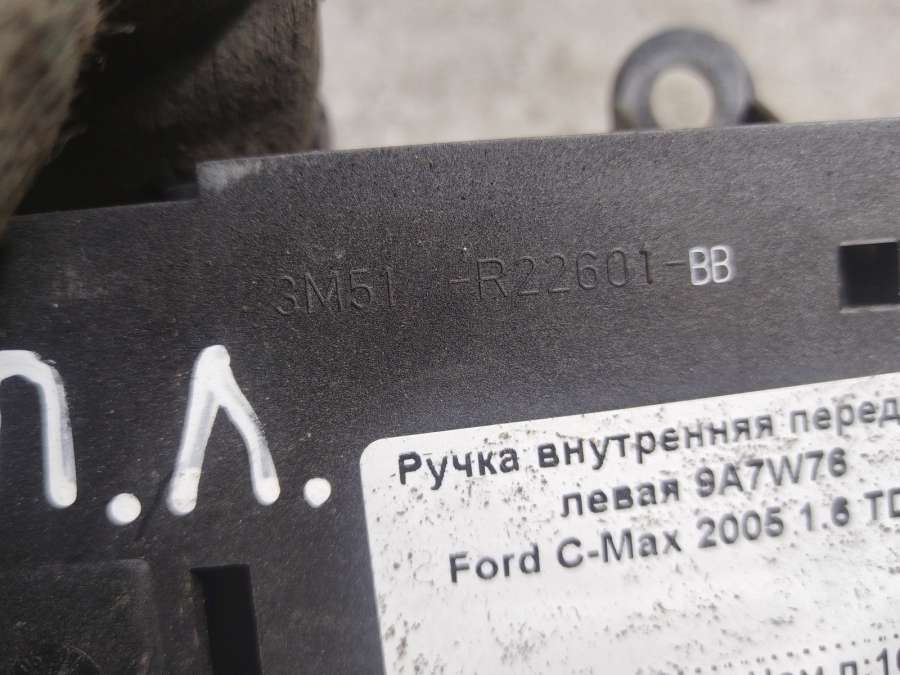 3M51 -R22601-BB
П.Л.
Ручка внутренняя перед
левая 9A7W76
Ford C-Max 2005 1.6 TD